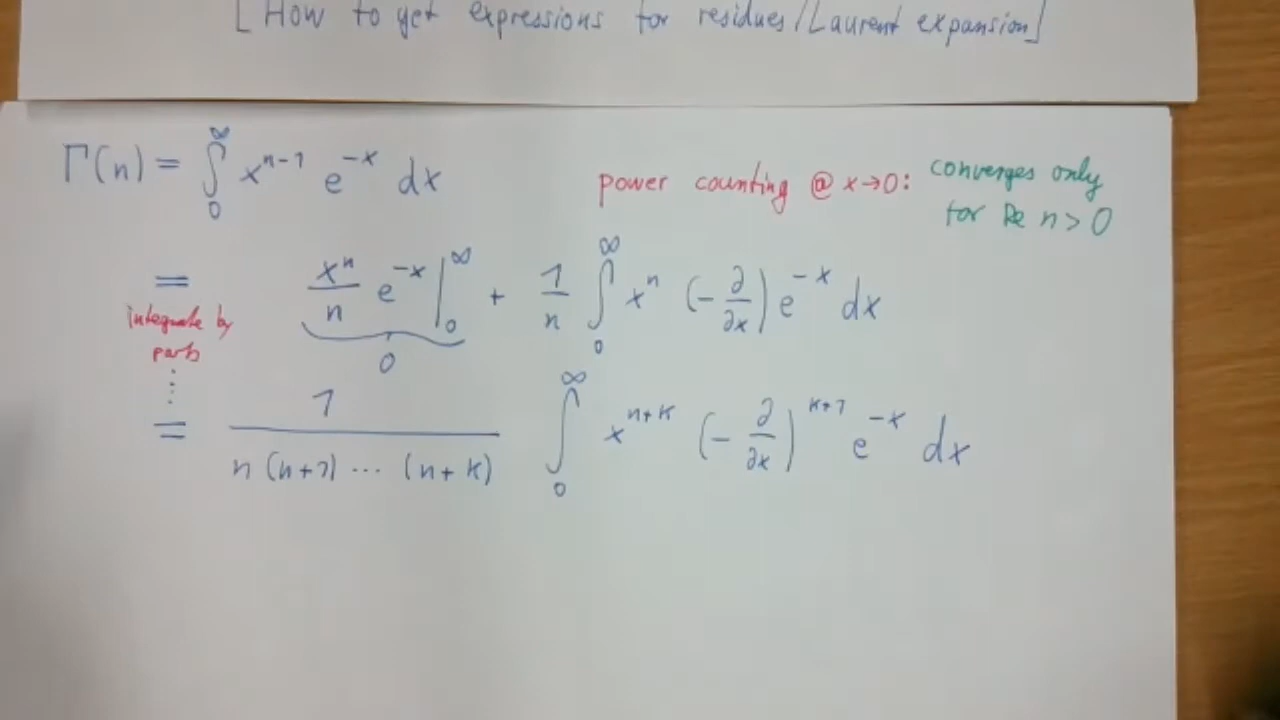 [How to get expressions for residues/Laurent expansion]
Γ(n) = ∫₀^∞ x^{n-1} e^{-x} dx
power counting @ x→0: converges only
for Re n > 0
= x^n/n e^{-x} |₀^∞ + 1/n ∫₀^∞ x^n (-∂/∂x) e^{-x} dx
integrate by
parts
0
⋮
= 1/(n (n+1) ... (n+k)) ∫₀^∞ x^{n+k} (-∂/∂x)^{k+1} e^{-x} dx